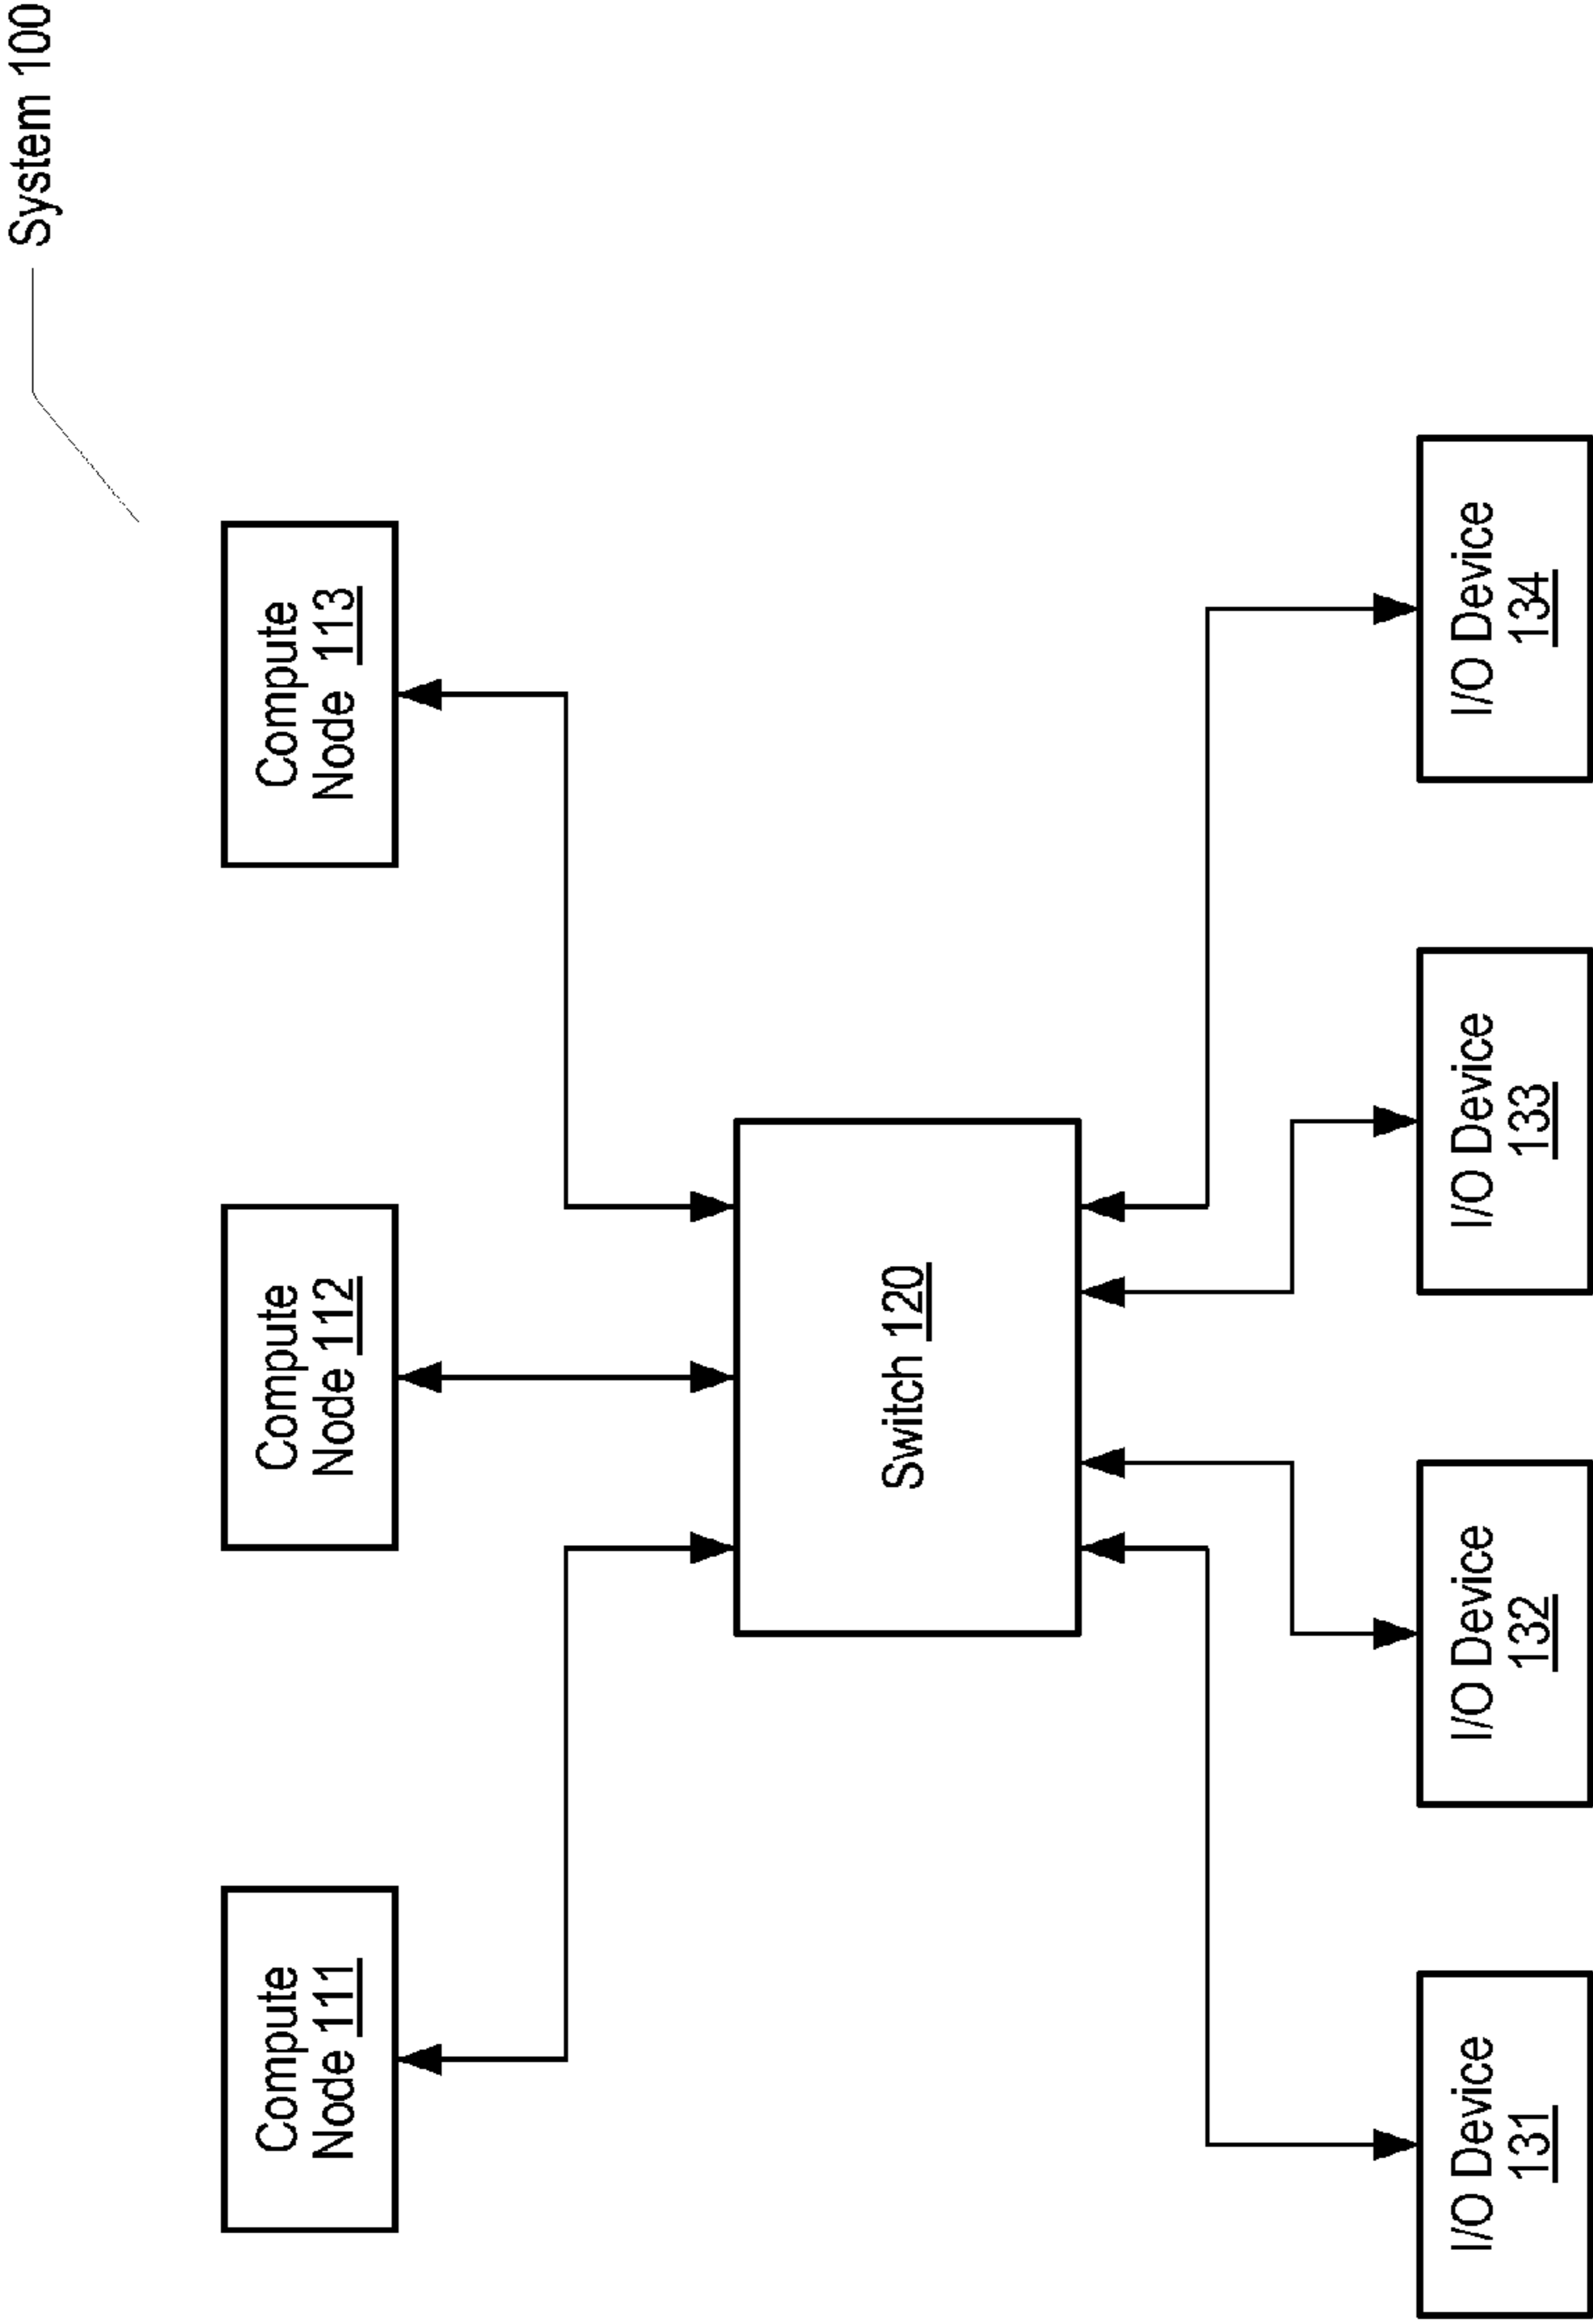 System 100
Compute
Node 111
Compute
Node 112
Compute
Node 113
Switch 120
I/O Device
131
I/O Device
132
I/O Device
133
I/O Device
134